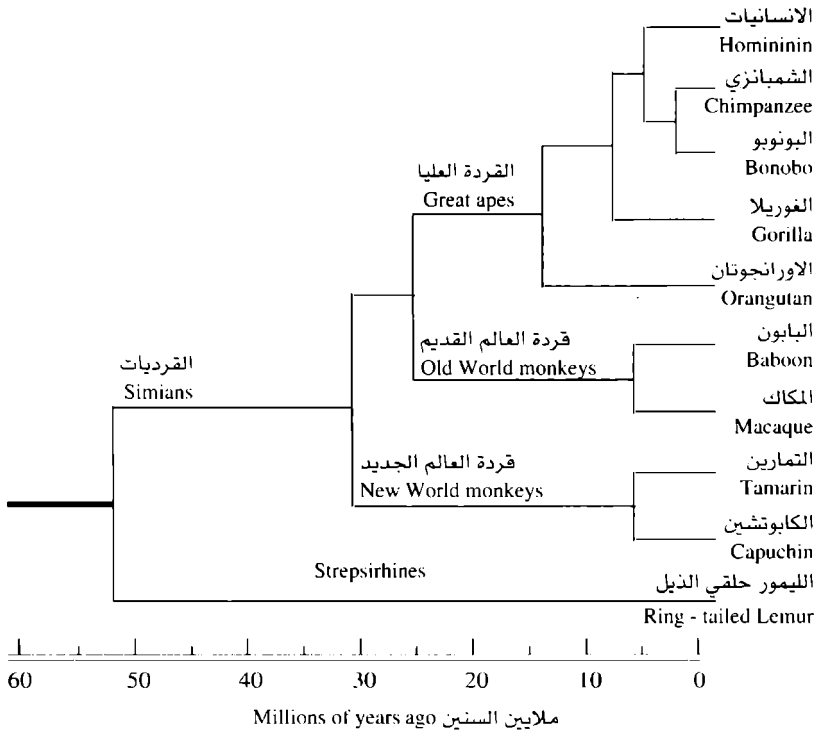 الانسانيات
Homininin
الشمبانزي
Chimpanzee
البونوبو
Bonobo
القردة العليا
Great apes
الغوريلا
Gorilla
الاورانجوتان
Orangutan
البابون
Baboon
قردة العالم القديم
Old World monkeys
القرديات
Simians
المكاك
Macaque
قردة العالم الجديد
New World monkeys
التمارين
Tamarin
الكابوتشين
Capuchin
Strepsirhines
الليمور حلقي الذيل
Ring - tailed Lemur
60 50 40 30 20 10 0
Millions of years ago ملايين السنين